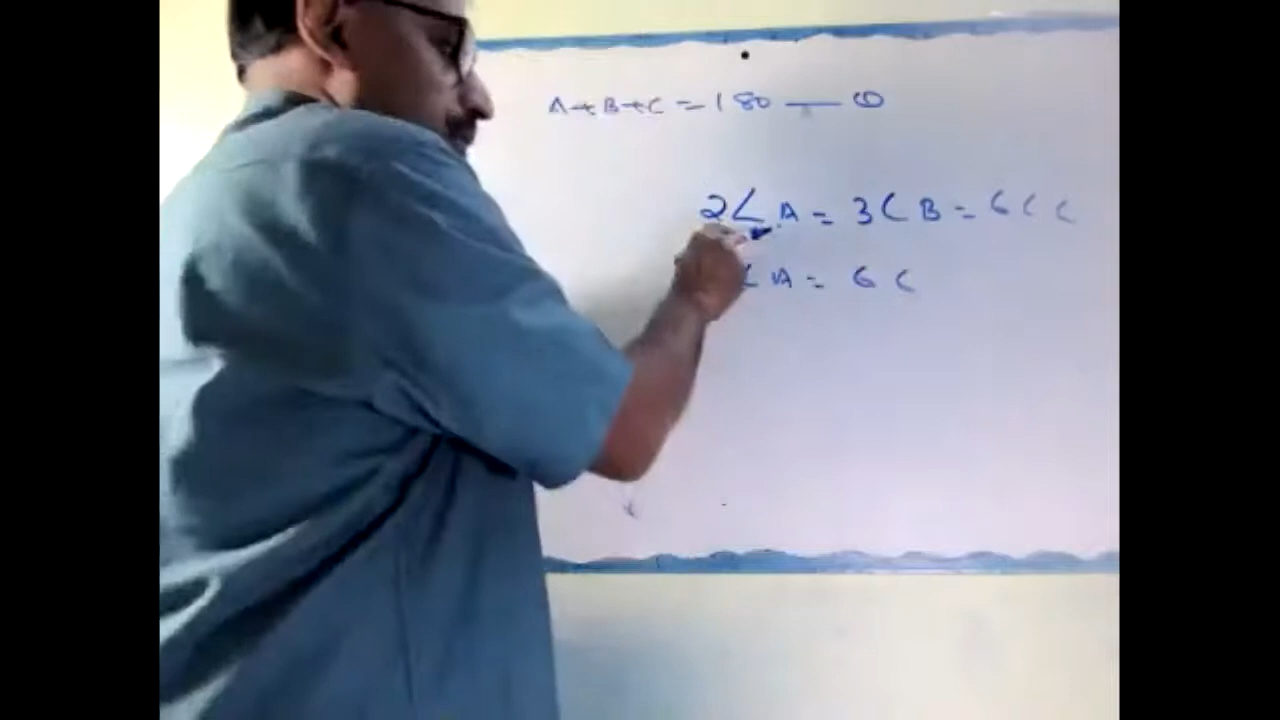 A+B+C = 180 — ①
2∠A = 3∠B = 6∠C
∠A = 6 C